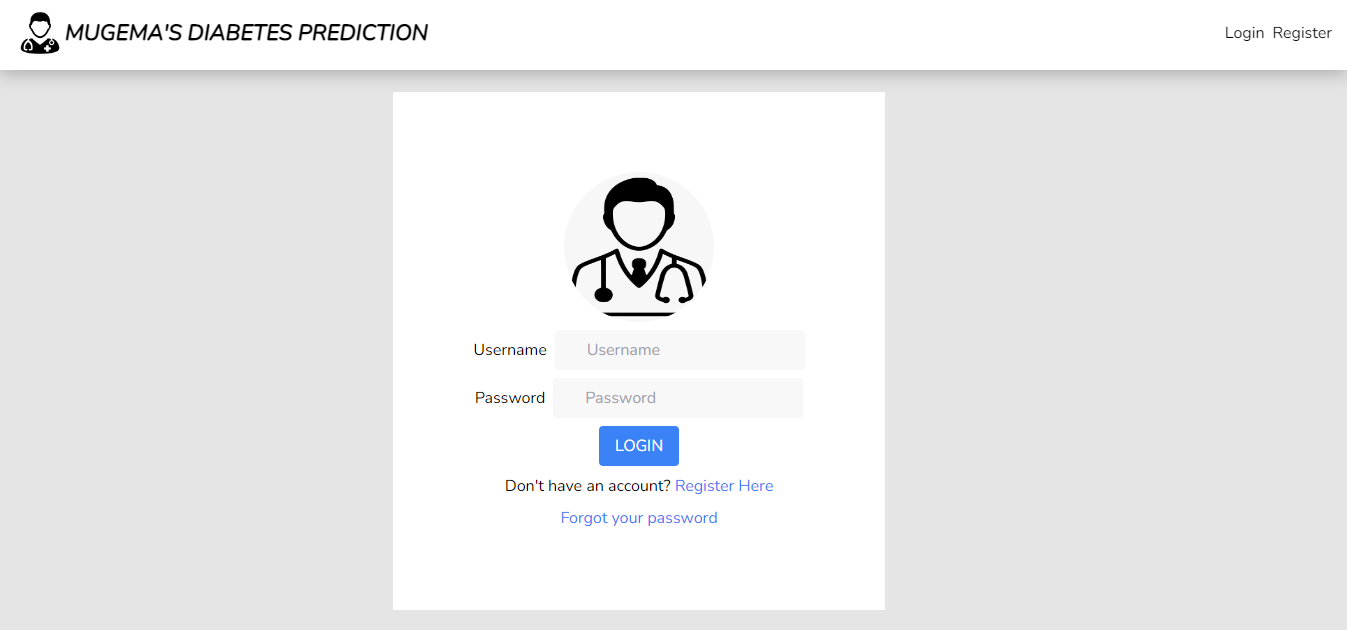 MUGEMA'S DIABETES PREDICTION
Login Register
Username Username
Password Password
LOGIN
Don't have an account? Register Here
Forgot your password